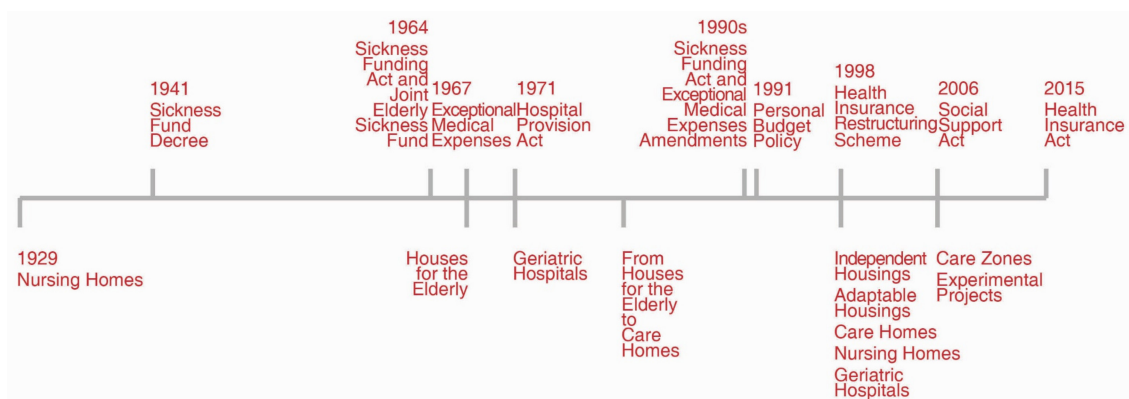 1941
Sickness
Fund
Decree
1964
Sickness
Funding
Act and
Joint
Elderly
Sickness
Fund
1967
Exceptional
Medical
Expenses
1971
Hospital
Provision
Act
1990s
Sickness
Funding
Act and
Exceptional
Medical
Expenses
Amendments
1991
Personal
Budget
Policy
1998
Health
Insurance
Restructuring
Scheme
2006
Social
Support
Act
2015
Health
Insurance
Act
1929
Nursing Homes
Houses
for the
Elderly
Geriatric
Hospitals
From
Houses
for the
Elderly
to
Care
Homes
Independent
Housings
Adaptable
Housings
Care Homes
Nursing Homes
Geriatric
Hospitals
Care Zones
Experimental
Projects